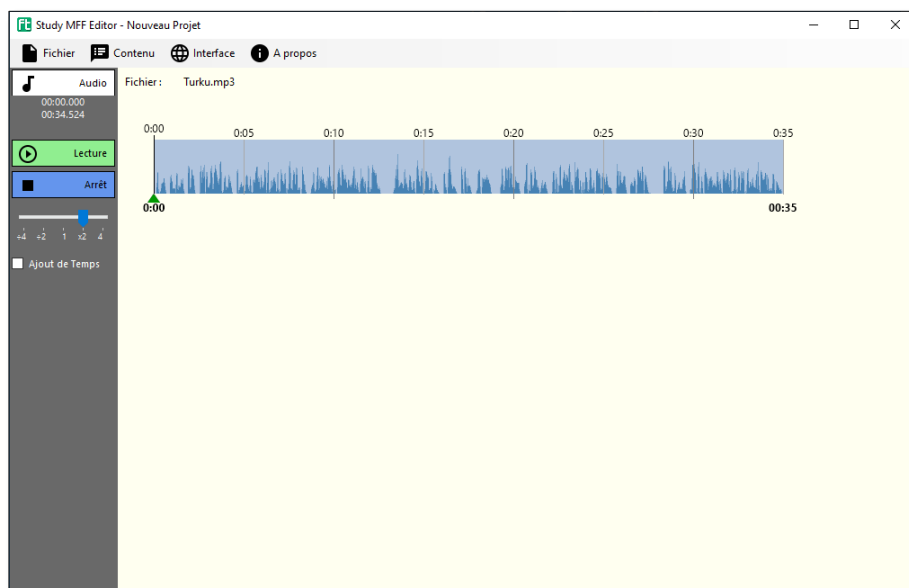 Study MFF Editor - Nouveau Projet
Fichier Contenu Interface A propos
Audio
00:00.000
00:34.524
Lecture
Arrêt
÷4 ÷2 1 x2 4
Ajout de Temps
Fichier : Turku.mp3
0:00 0:05 0:10 0:15 0:20 0:25 0:30 0:35
0:00 00:35